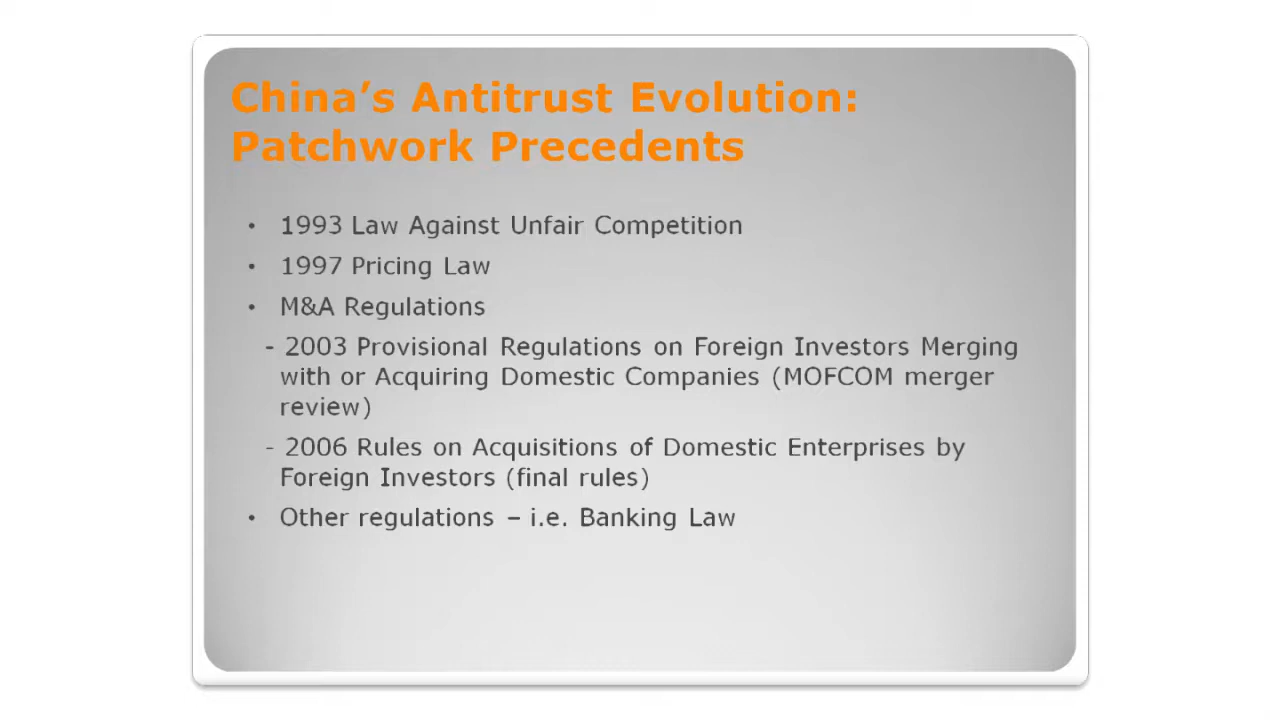 China's Antitrust Evolution:
Patchwork Precedents
• 1993 Law Against Unfair Competition
• 1997 Pricing Law
• M&A Regulations
- 2003 Provisional Regulations on Foreign Investors Merging
with or Acquiring Domestic Companies (MOFCOM merger
review)
- 2006 Rules on Acquisitions of Domestic Enterprises by
Foreign Investors (final rules)
• Other regulations – i.e. Banking Law